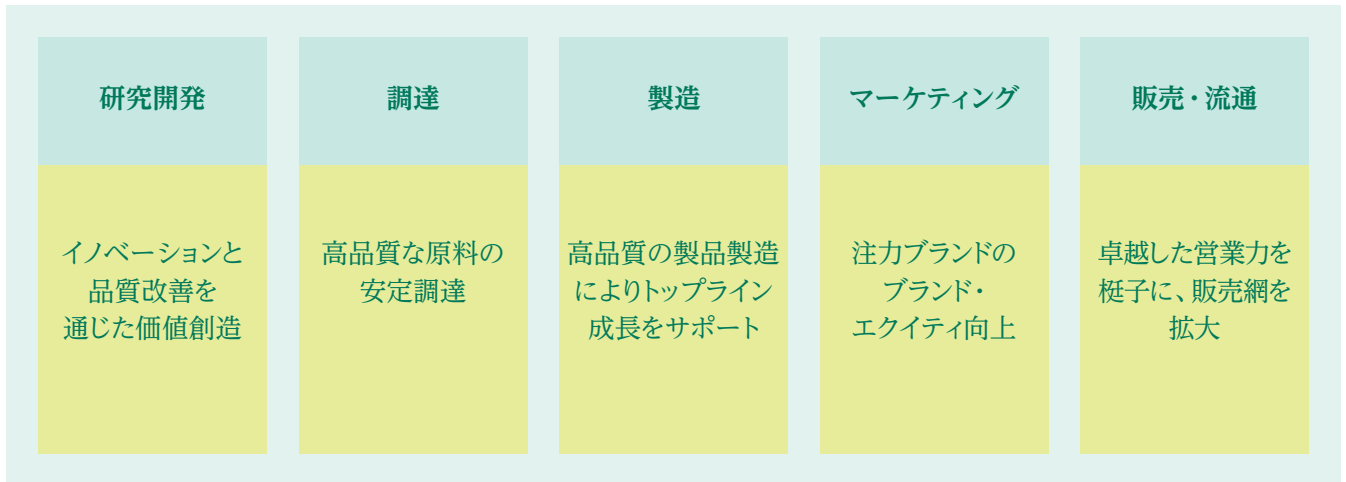 研究開発
イノベーションと
品質改善を
通じた価値創造
調達
高品質な原料の
安定調達
製造
高品質の製品製造
によりトップライン
成長をサポート
マーケティング
注力ブランドの
ブランド・
エクイティ向上
販売・流通
卓越した営業力を
梃子に、販売網を
拡大